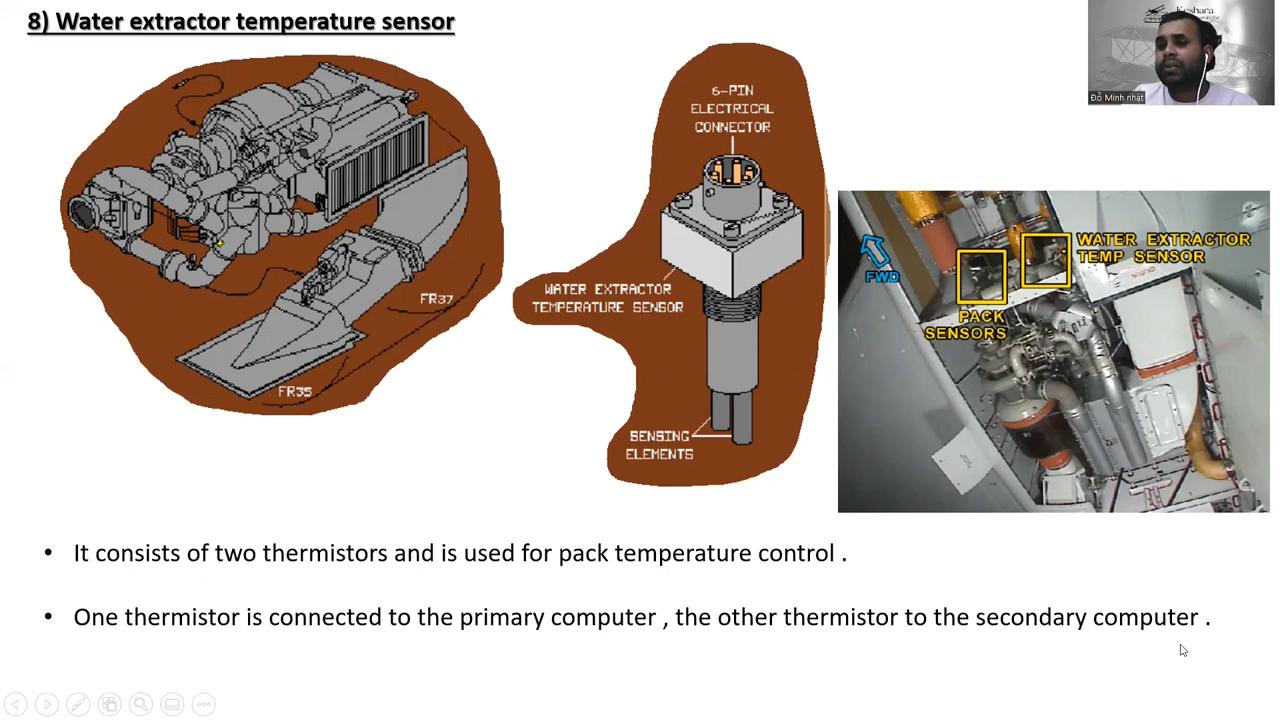 8) Water extractor temperature sensor
Keshara
Đỗ Minh nhật
6-PIN
ELECTRICAL
CONNECTOR
WATER EXTRACTOR
TEMPERATURE SENSOR
SENSING
ELEMENTS
FR37
FR35
FWD
WATER EXTRACTOR
TEMP SENSOR
PACK
SENSORS
• It consists of two thermistors and is used for pack temperature control .
• One thermistor is connected to the primary computer , the other thermistor to the secondary computer .